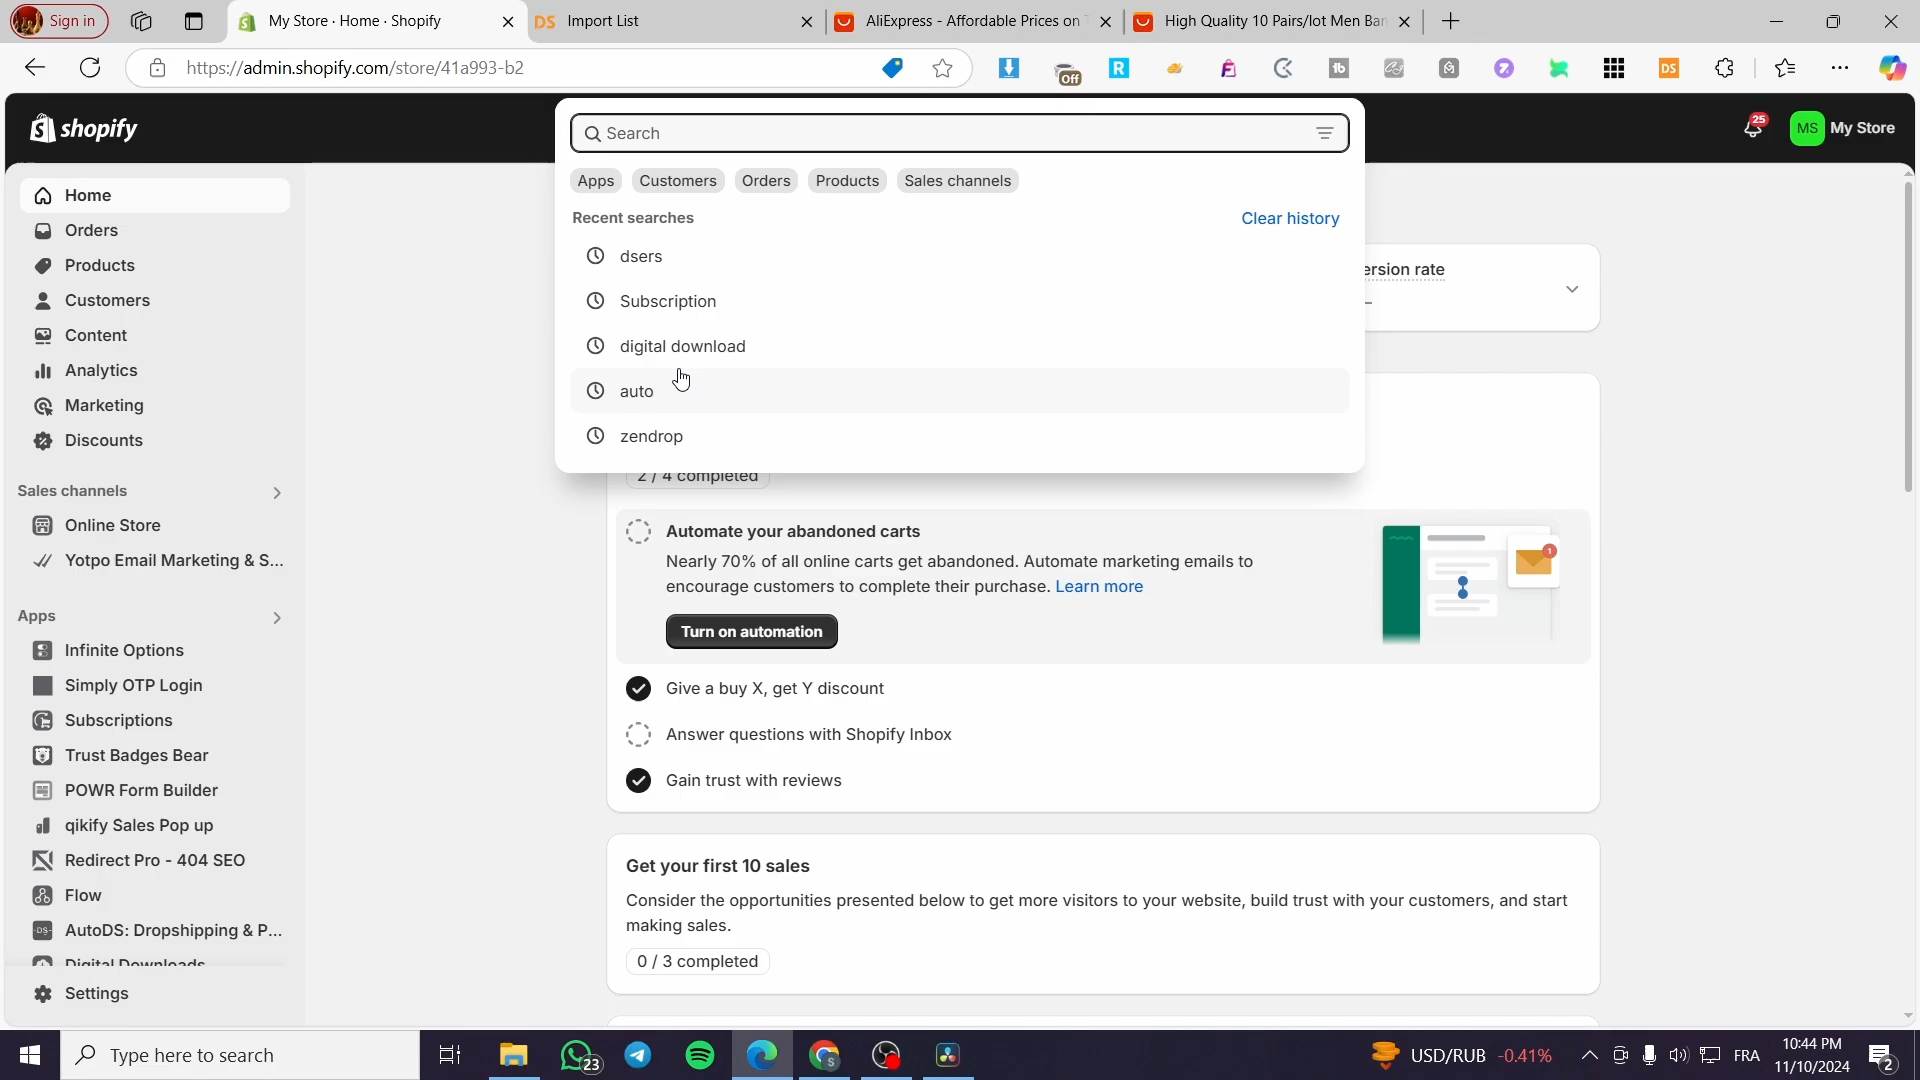 Sign in
My Store · Home · Shopify
DS
Import List
AliExpress - Affordable Prices on T
High Quality 10 Pairs/lot Men Ban
https://admin.shopify.com/store/41a993-b2
Off
R
DS
shopify
Search
25
MS
My Store
Apps
Customers
Orders
Products
Sales channels
Recent searches
Clear history
dsers
Subscription
digital download
auto
zendrop
ersion rate
Home
Orders
Products
Customers
Content
Analytics
Marketing
Discounts
Sales channels
Online Store
Yotpo Email Marketing & S...
Apps
Infinite Options
Simply OTP Login
Subscriptions
Trust Badges Bear
POWR Form Builder
qikify Sales Pop up
Redirect Pro - 404 SEO
Flow
AutoDS: Dropshipping & P...
Digital Downloads
Settings
2 / 4 completed
Automate your abandoned carts
Nearly 70% of all online carts get abandoned. Automate marketing emails to
encourage customers to complete their purchase. Learn more
Turn on automation
Give a buy X, get Y discount
Answer questions with Shopify Inbox
Gain trust with reviews
Get your first 10 sales
Consider the opportunities presented below to get more visitors to your website, build trust with your customers, and start
making sales.
0 / 3 completed
Type here to search
23
USD/RUB -0.41%
FRA
10:44 PM
11/10/2024
2